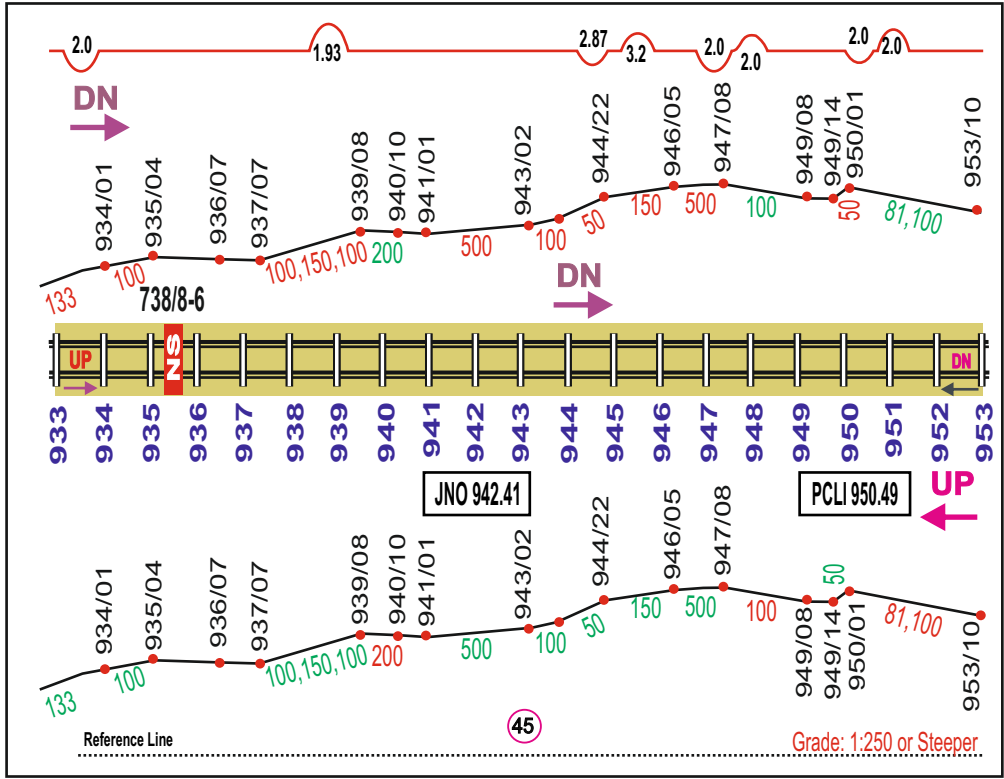 2.0 1.93 2.87 3.2 2.0 2.0 2.0 2.0
DN
934/01 935/04 936/07 937/07 939/08 940/10 941/01 943/02 944/22 946/05 947/08 949/08 949/14 950/01 953/10
133 100 100,150,100 200 500 100 50 150 500 100 50 81,100
738/8-6
DN
UP NS DN
933 934 935 936 937 938 939 940 941 942 943 944 945 946 947 948 949 950 951 952 953
JNO 942.41 PCLI 950.49 UP
934/01 935/04 936/07 937/07 939/08 940/10 941/01 943/02 944/22 946/05 947/08 949/08 949/14 950/01 953/10
133 100 100,150,100 200 500 100 50 150 500 100 50 81,100
45
Reference Line Grade: 1:250 or Steeper